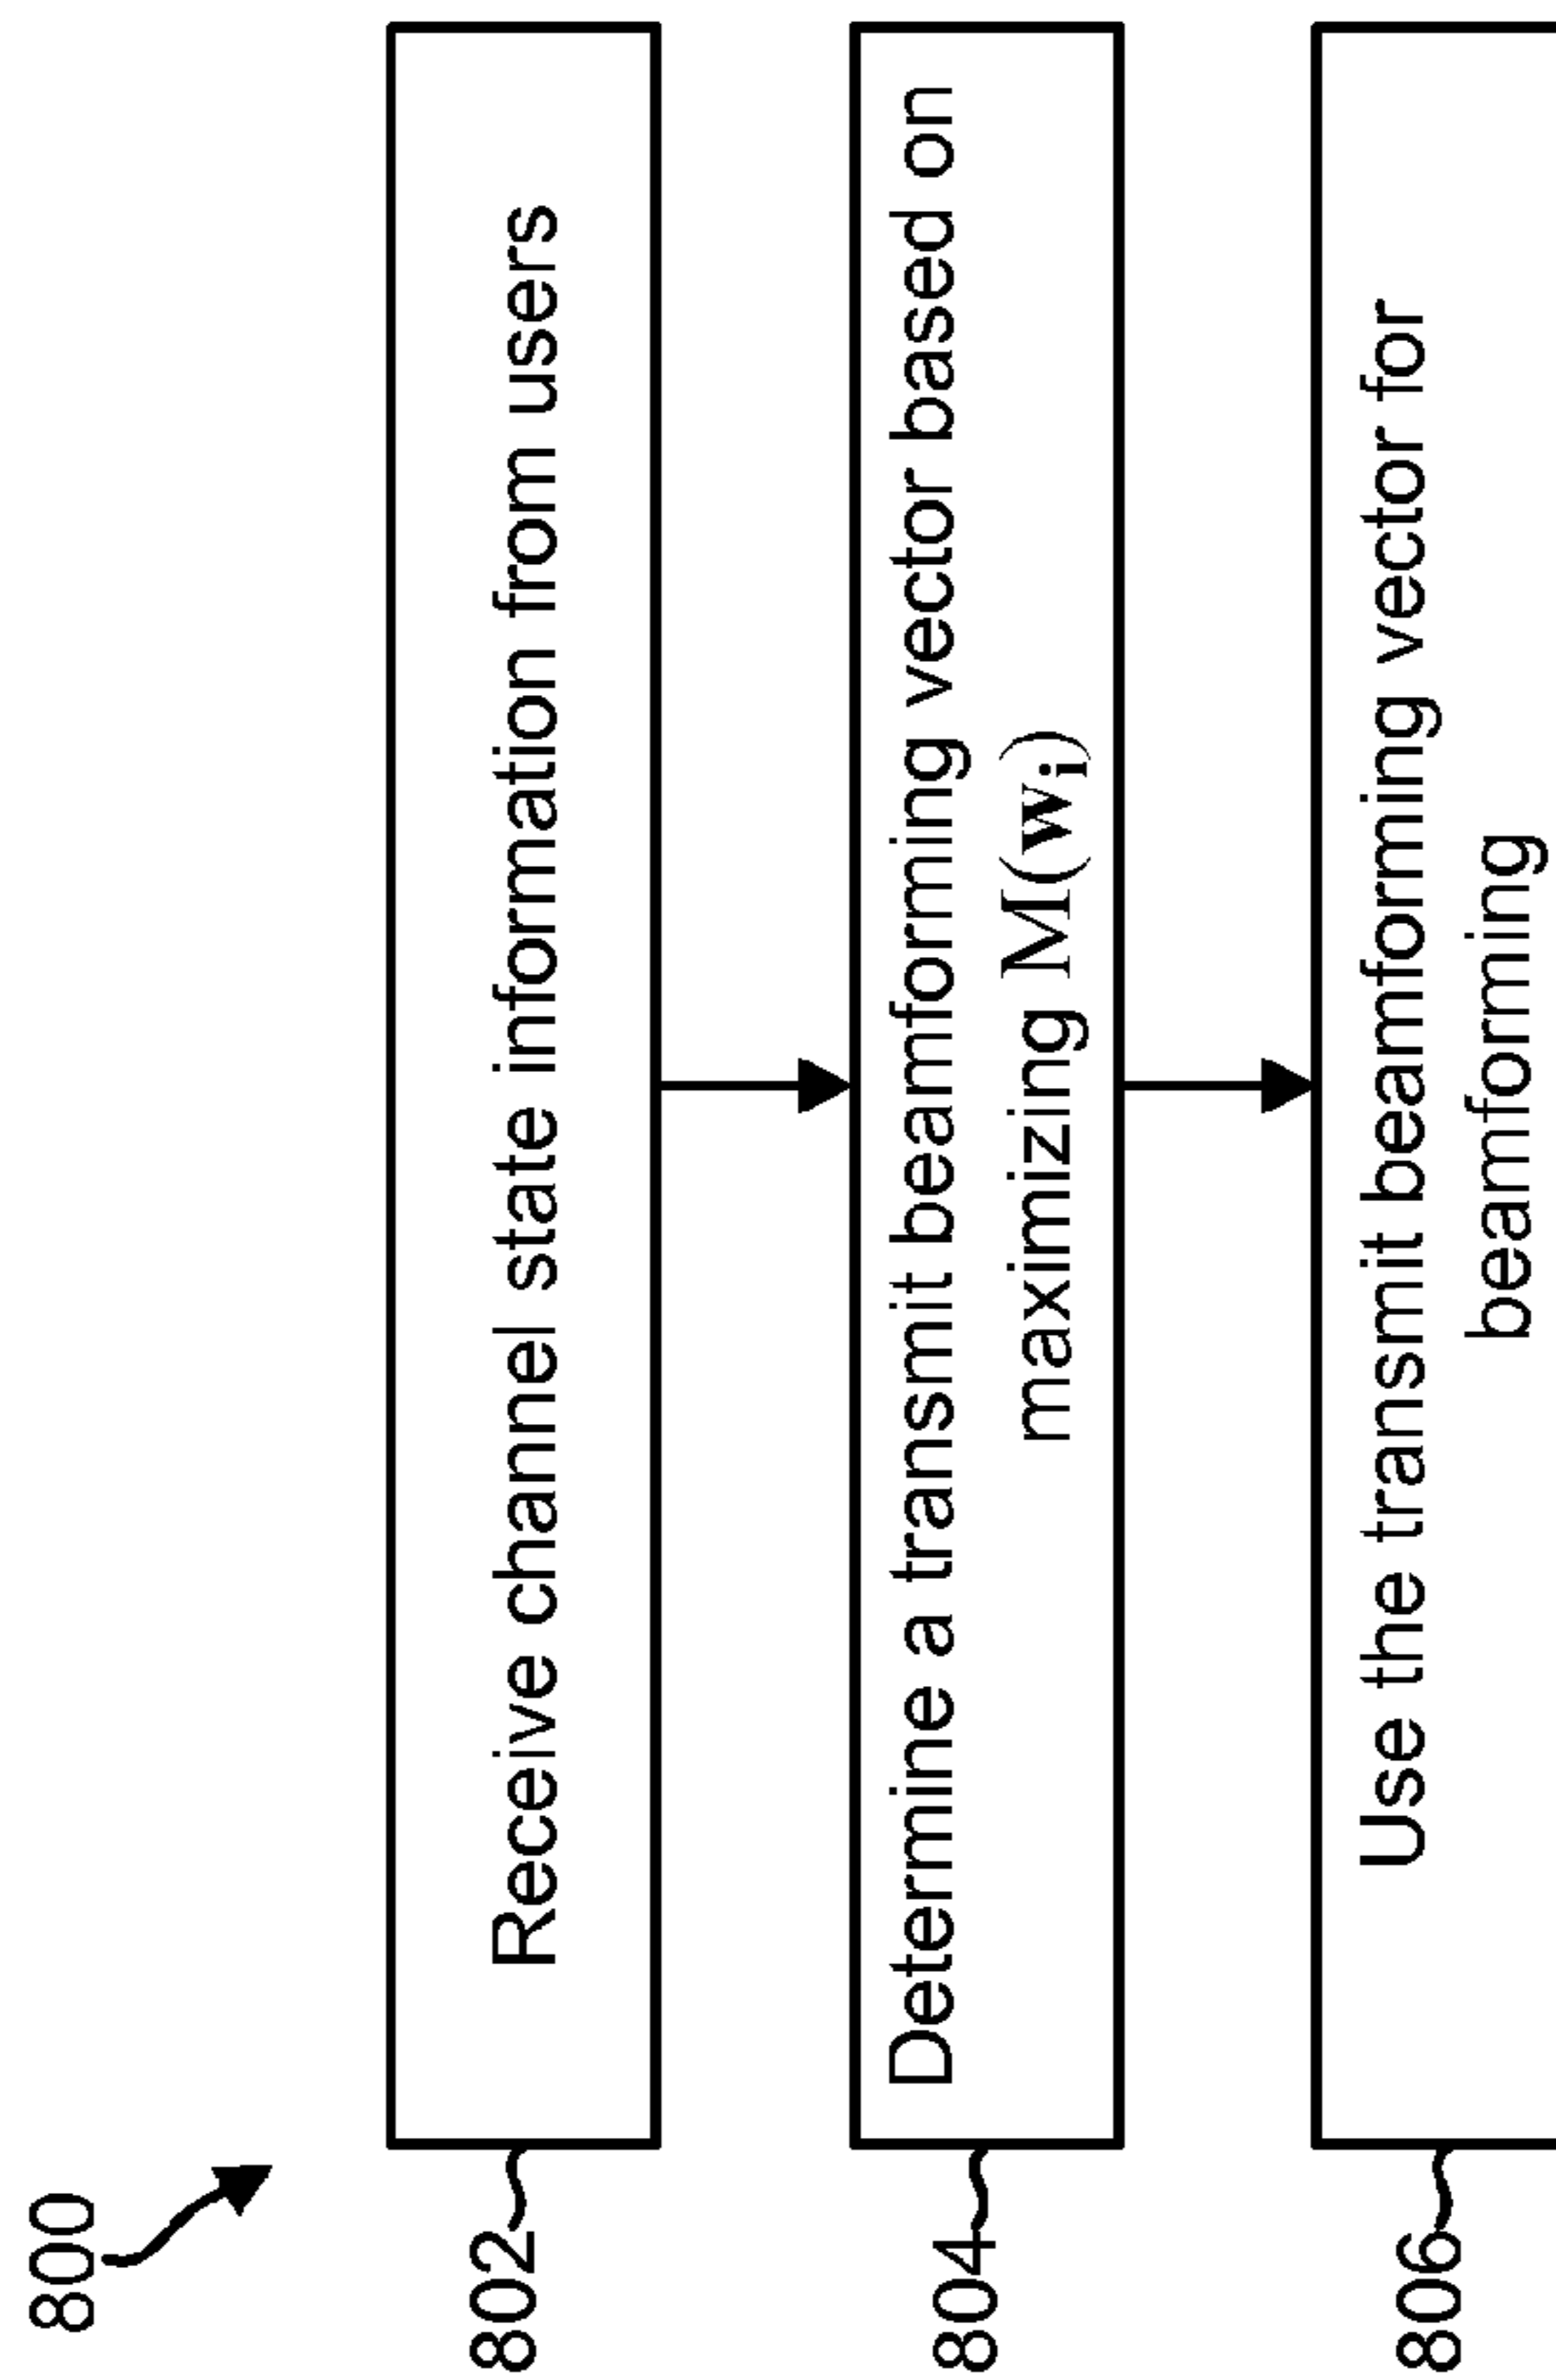 800
802
Receive channel state information from users
804
Determine a transmit beamforming vector based on
maximizing M(wᵢ)
806
Use the transmit beamforming vector for
beamforming